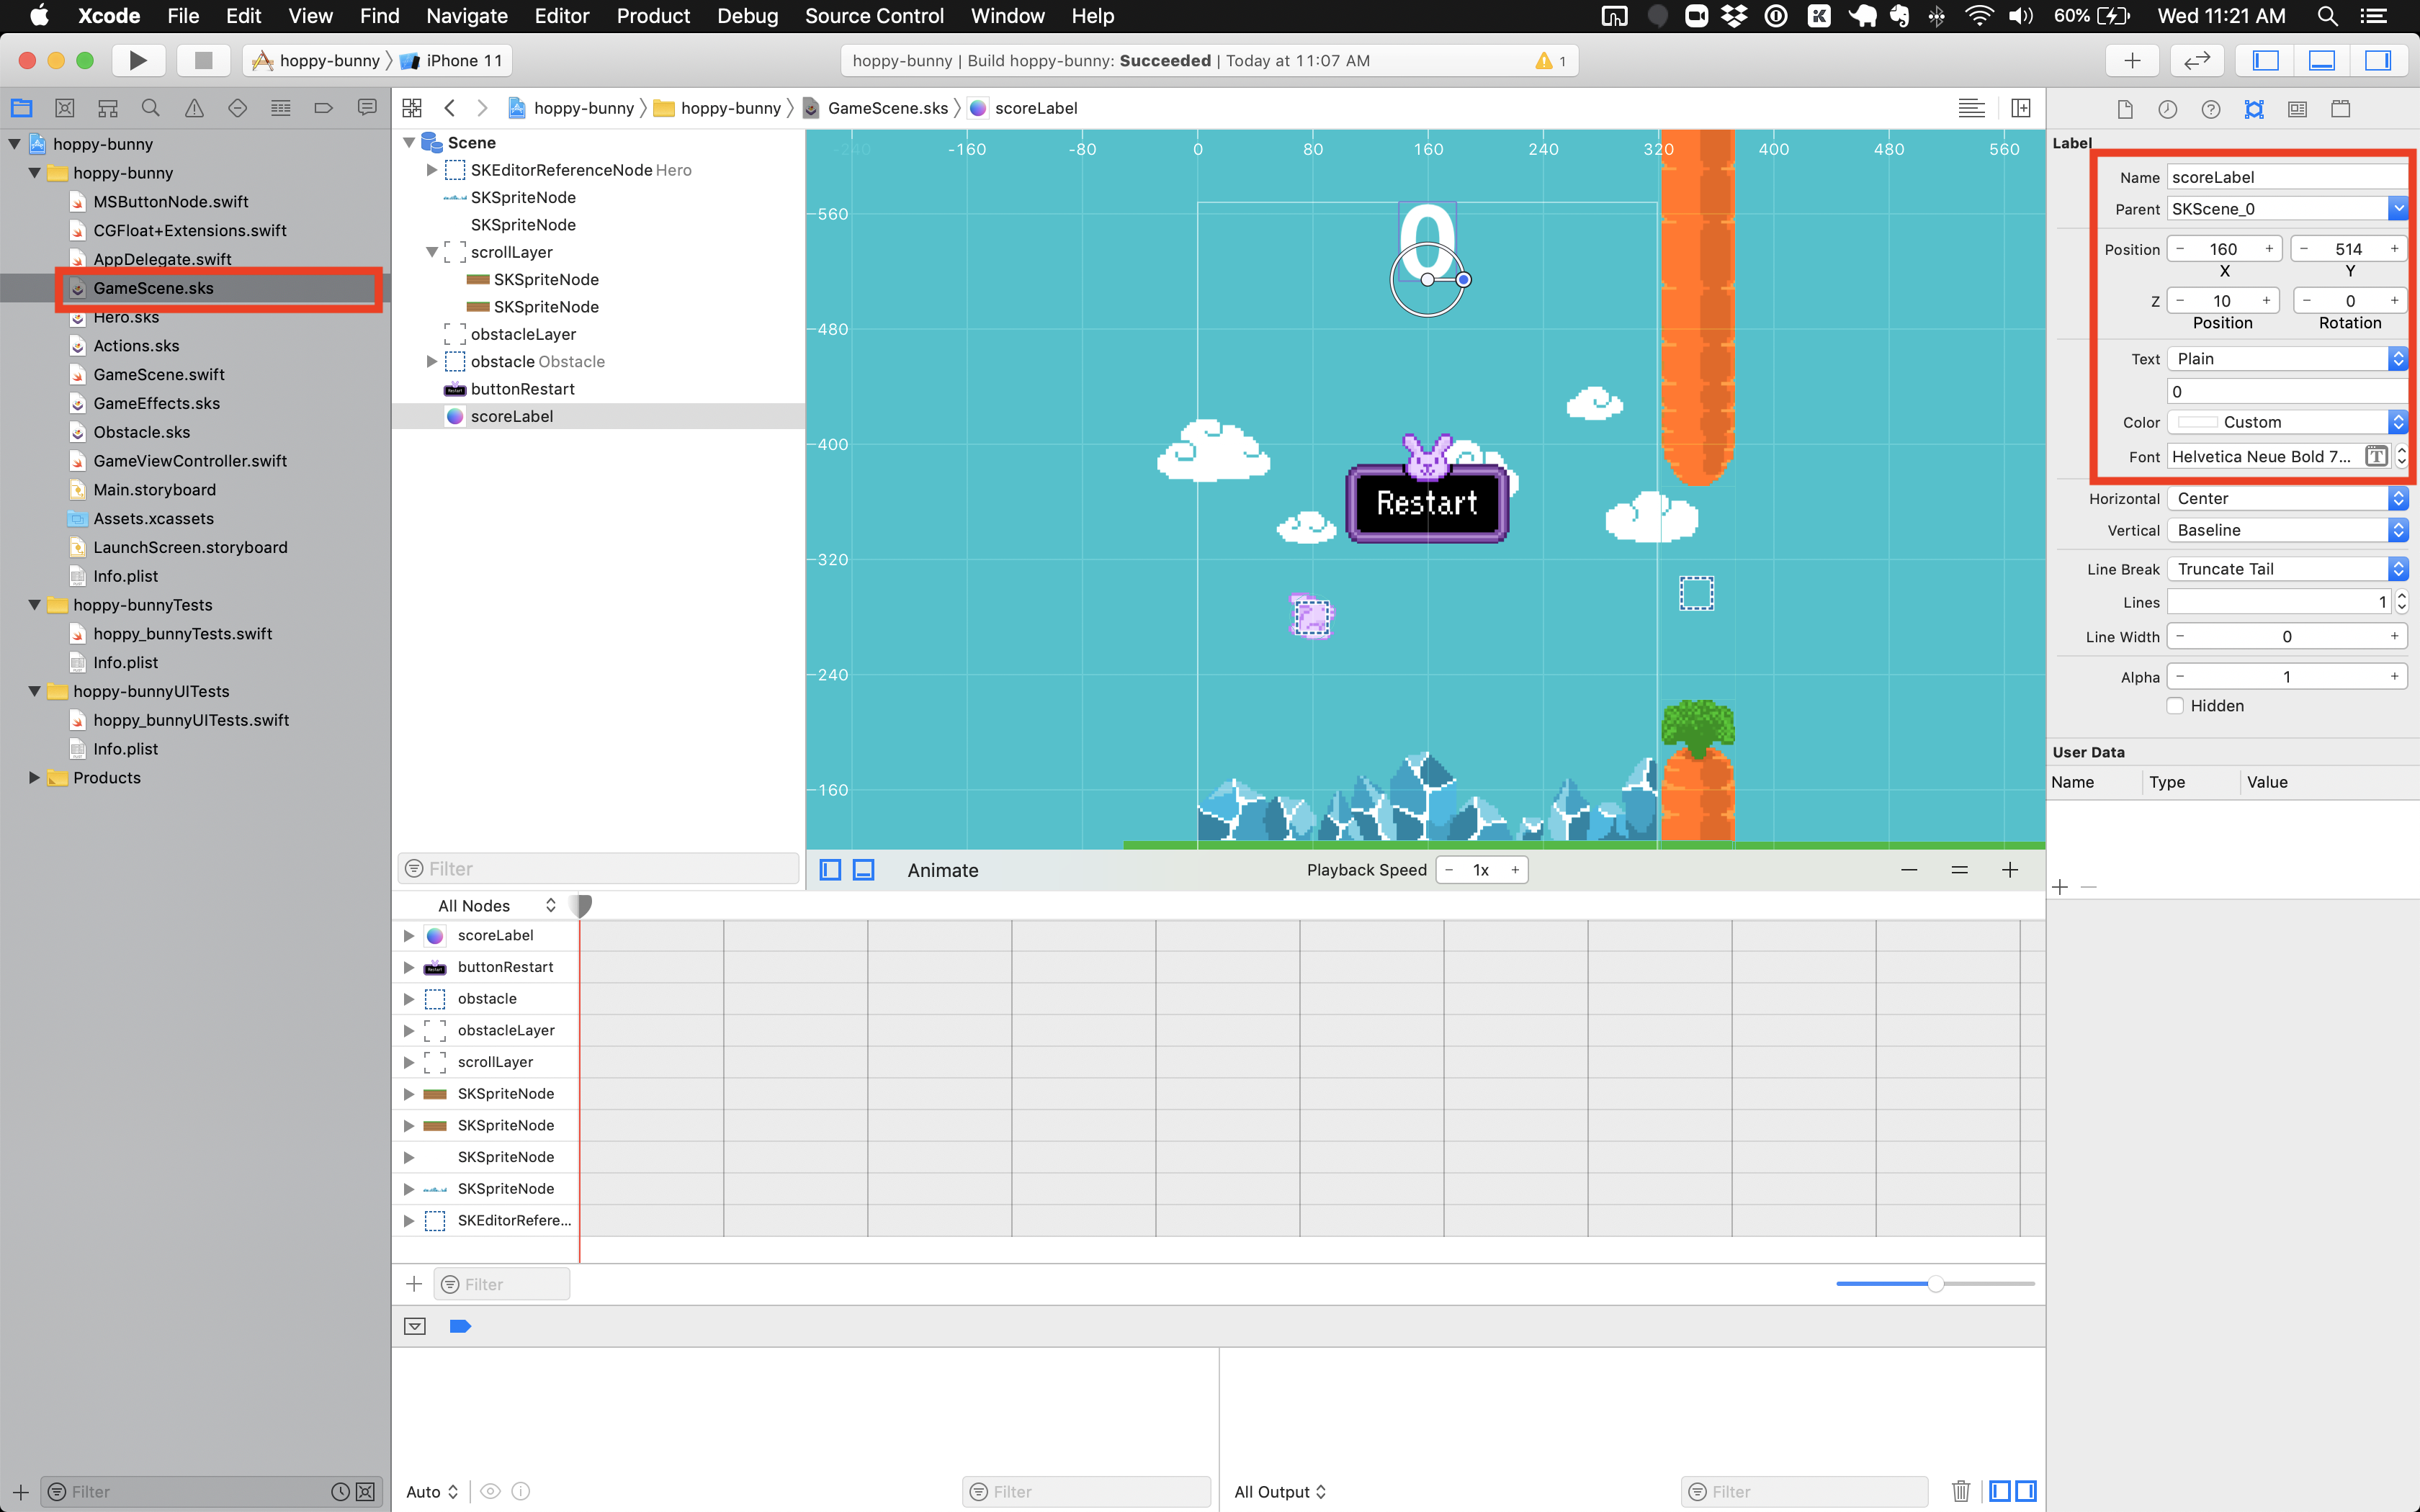 Xcode File Edit View Find Navigate Editor Product Debug Source Control Window Help 60% Wed 11:21 AM
hoppy-bunny iPhone 11
hoppy-bunny | Build hoppy-bunny: Succeeded | Today at 11:07 AM 1
hoppy-bunny hoppy-bunny GameScene.sks scoreLabel
hoppy-bunny
hoppy-bunny
MSButtonNode.swift
CGFloat+Extensions.swift
AppDelegate.swift
GameScene.sks
Hero.sks
Actions.sks
GameScene.swift
GameEffects.sks
Obstacle.sks
GameViewController.swift
Main.storyboard
Assets.xcassets
LaunchScreen.storyboard
Info.plist
hoppy-bunnyTests
hoppy_bunnyTests.swift
Info.plist
hoppy-bunnyUITests
hoppy_bunnyUITests.swift
Info.plist
Products
Filter
Scene
SKEditorReferenceNode Hero
SKSpriteNode
SKSpriteNode
scrollLayer
SKSpriteNode
SKSpriteNode
obstacleLayer
obstacle Obstacle
buttonRestart
scoreLabel
Filter
-240 -160 -80 0 80 160 240 320 400 480 560
560
480
400
320
240
160
0
Restart
Animate Playback Speed - 1x +
All Nodes
scoreLabel
buttonRestart
obstacle
obstacleLayer
scrollLayer
SKSpriteNode
SKSpriteNode
SKSpriteNode
SKSpriteNode
SKEditorRefere...
Filter
Auto Filter
All Output Filter
Label
Name scoreLabel
Parent SKScene_0
Position - 160 + - 514 +
X Y
Z - 10 + - 0 +
Position Rotation
Text Plain
0
Color Custom
Font Helvetica Neue Bold 7...
Horizontal Center
Vertical Baseline
Line Break Truncate Tail
Lines 1
Line Width - 0 +
Alpha - 1 +
Hidden
User Data
Name Type Value